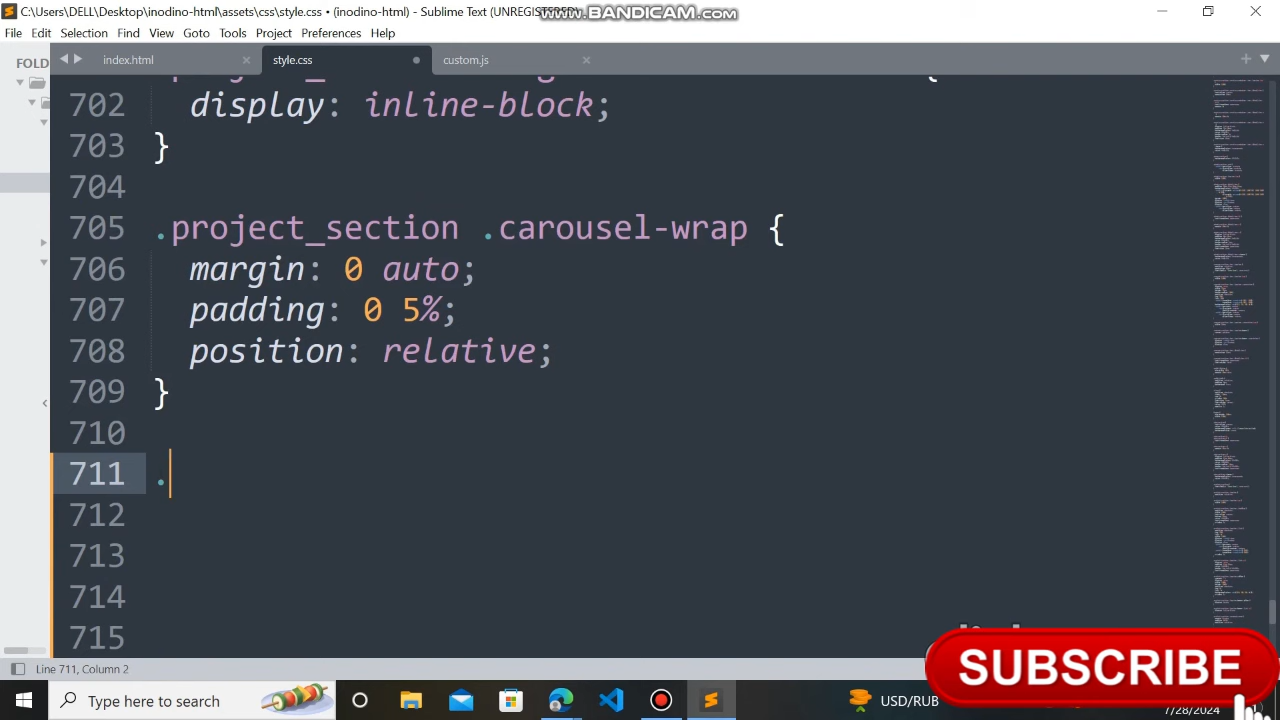 C:\Users\DELL\Desktop\inodino-html\assets\css\style.css • (inodino-html) - Sublime Text (UNREGISTERED)
WWW.BANDICAM.COM
File Edit Selection Find View Goto Tools Project Preferences Help
FOLD
index.html × style.css custom.js ×
702 display: inline-block;
703 }
704
705 .project_section .carousel-wrap {
706 margin: 0 auto;
707 padding: 0 5%;
708 position: relative;
709 }
710
711 .
712
713
714
715
Line 711, Column 2
SUBSCRIBE
Type here to search
USD/RUB
7/28/2024